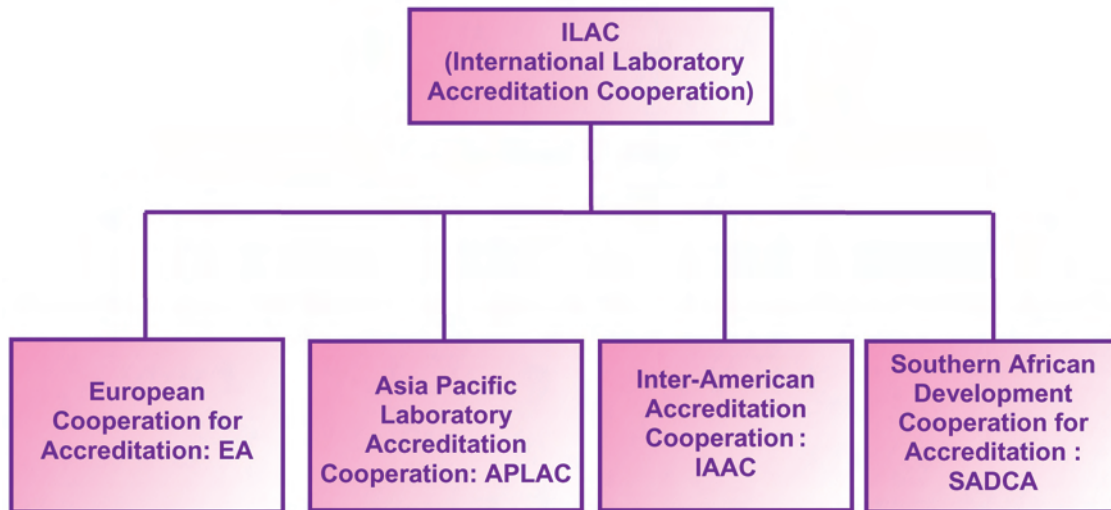 ILAC
(International Laboratory
Accreditation Cooperation)
European
Cooperation for
Accreditation: EA
Asia Pacific
Laboratory
Accreditation
Cooperation: APLAC
Inter-American
Accreditation
Cooperation :
IAAC
Southern African
Development
Cooperation for
Accreditation :
SADCA